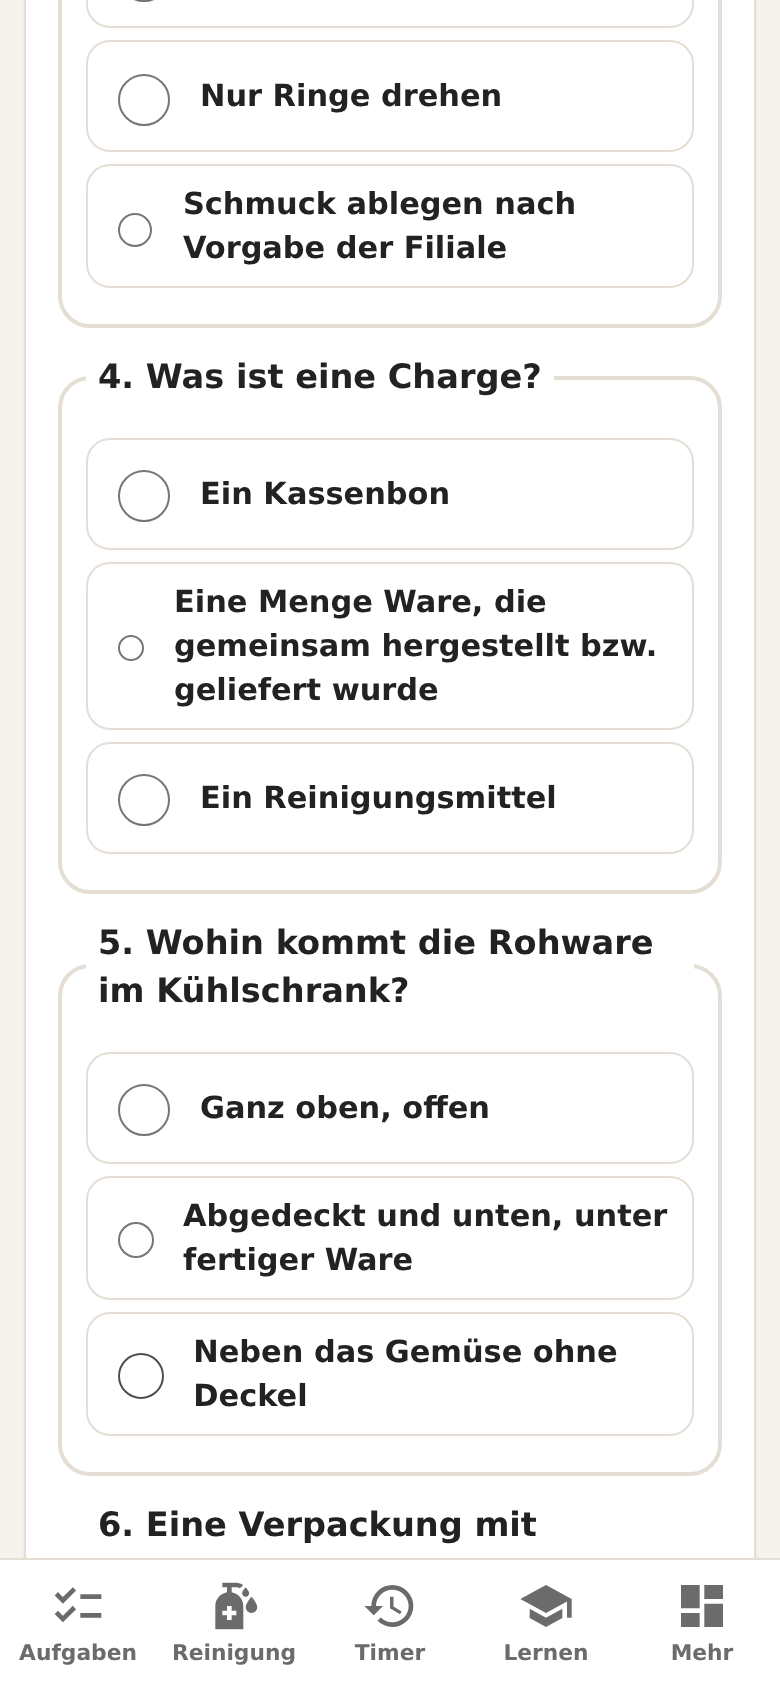 Nur Ringe drehen
Schmuck ablegen nach
Vorgabe der Filiale
4. Was ist eine Charge?
Ein Kassenbon
Eine Menge Ware, die
gemeinsam hergestellt bzw.
geliefert wurde
Ein Reinigungsmittel
5. Wohin kommt die Rohware
im Kühlschrank?
Ganz oben, offen
Abgedeckt und unten, unter
fertiger Ware
Neben das Gemüse ohne
Deckel
6. Eine Verpackung mit
Aufgaben
Reinigung
Timer
Lernen
Mehr